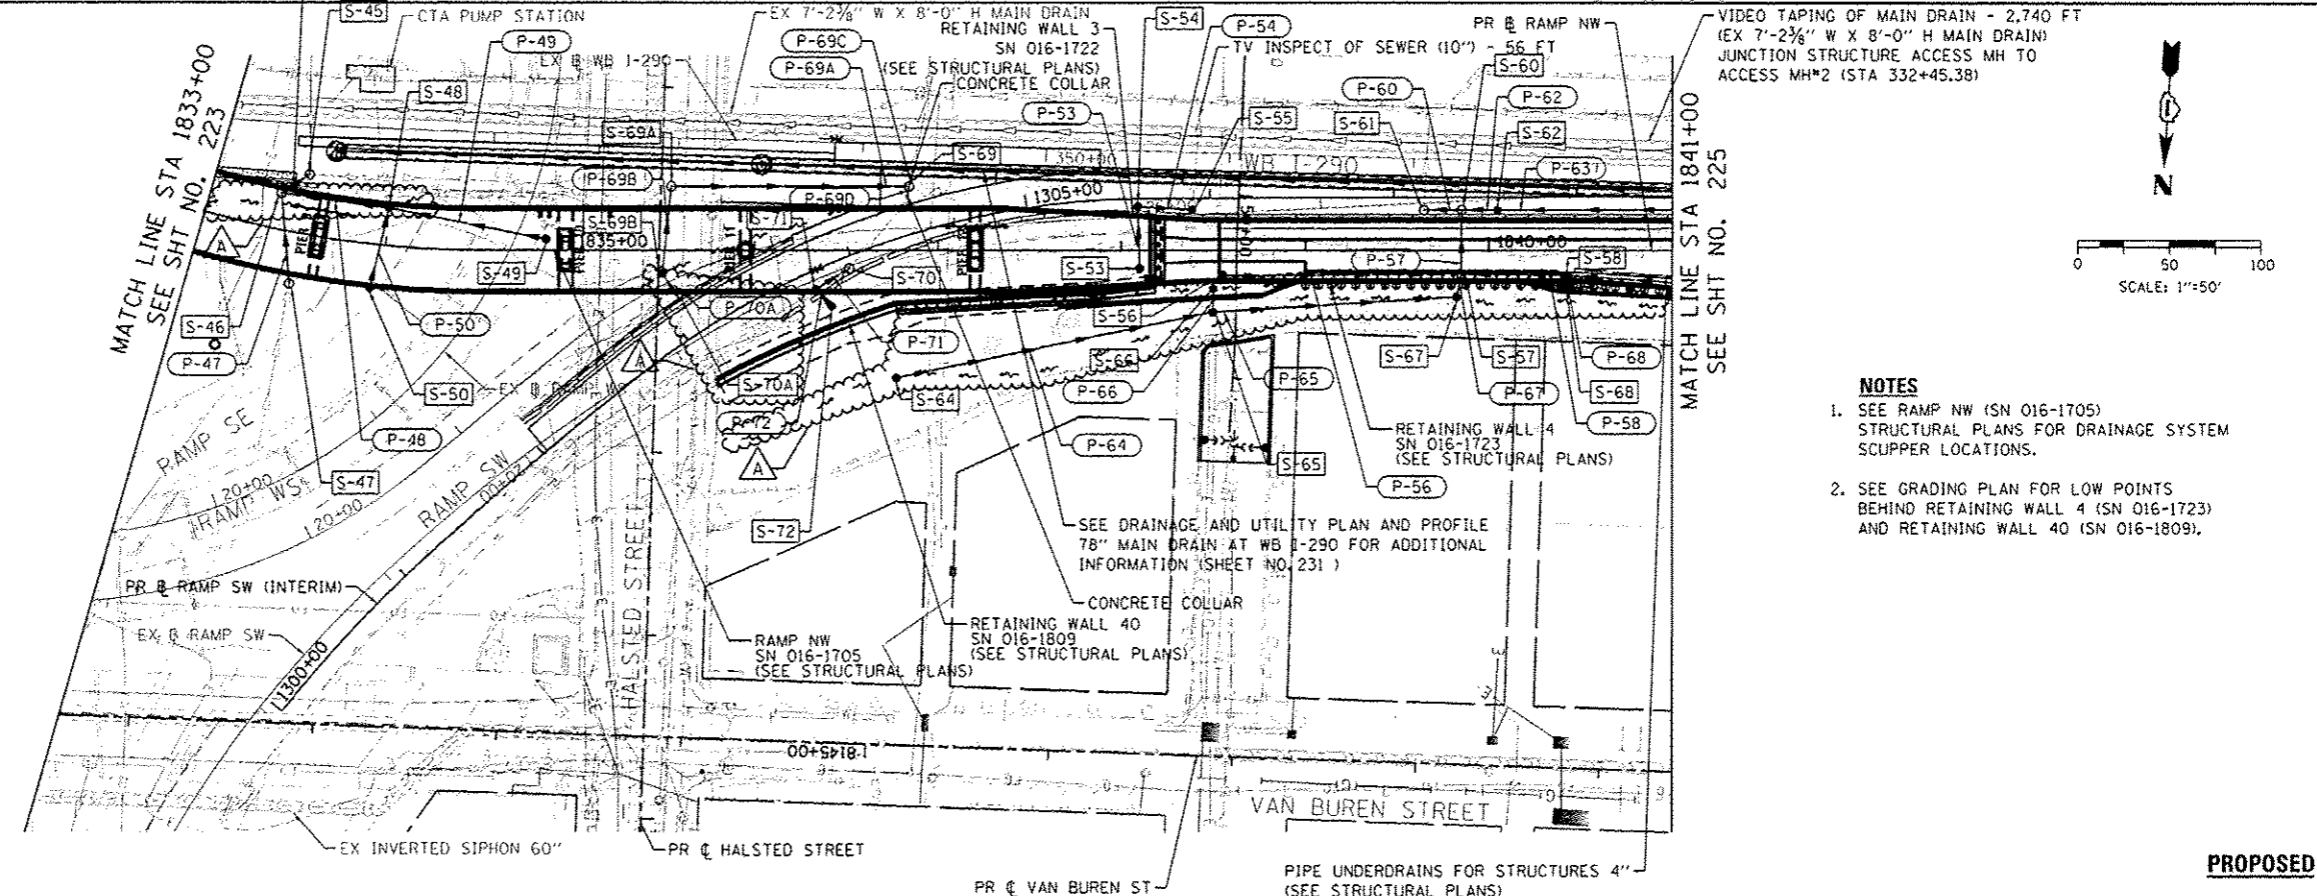 S-45
CTA PUMP STATION
P-49
EX 7'-2⅜" W X 8'-0" H MAIN DRAIN
RETAINING WALL 3
SN 016-1722
(SEE STRUCTURAL PLANS)
CONCRETE COLLAR
P-69C
P-69A
EX ℄ WB I-290
S-54
P-54
TV INSPECT OF SEWER (10") - 56 FT
PR ℄ RAMP NW
S-60
VIDEO TAPING OF MAIN DRAIN - 2,740 FT
(EX 7'-2⅜" W X 8'-0" H MAIN DRAIN)
JUNCTION STRUCTURE ACCESS MH TO
ACCESS MH#2 (STA 332+45.38)
MATCH LINE STA 1833+00
SEE SHT NO. 223
S-48
S-69A
P-53
S-55
P-60
S-61
P-62
S-62
P-63
MATCH LINE STA 1841+00
SEE SHT NO. 225
N
P-69B
S-69
P-69D
350+00
WB I-290
1305+00
S-69B
S-71
A
PIER
1835+00
S-49
S-70
S-53
P-57
1840+00
S-58
0 50 100
SCALE: 1"=50'
S-46
P-47
P-50
P-70A
S-56
P-71
S-66
S-67
S-57
P-68
A
S-50
S-70A
S-64
P-66
P-65
P-67
S-68
P-48
P-72
P-64
P-58
A
RETAINING WALL 4
SN 016-1723
(SEE STRUCTURAL PLANS)
S-65
P-56
RAMP SE
RAMP WS
120+00
120+00
S-47
RAMP SW
S-72
HALSTED STREET
NOTES
1. SEE RAMP NW (SN 016-1705)
STRUCTURAL PLANS FOR DRAINAGE SYSTEM
SCUPPER LOCATIONS.
2. SEE GRADING PLAN FOR LOW POINTS
BEHIND RETAINING WALL 4 (SN 016-1723)
AND RETAINING WALL 40 (SN 016-1809).
SEE DRAINAGE AND UTILITY PLAN AND PROFILE
78" MAIN DRAIN AT WB I-290 FOR ADDITIONAL
INFORMATION (SHEET NO. 231 )
PR ℄ RAMP SW (INTERIM)
CONCRETE COLLAR
EX ℄ RAMP SW
RETAINING WALL 40
SN 016-1809
(SEE STRUCTURAL PLANS)
RAMP NW
SN 016-1705
(SEE STRUCTURAL PLANS)
1300+00
8145+00
VAN BUREN STREET
EX INVERTED SIPHON 60"
PR ℄ HALSTED STREET
PR ℄ VAN BUREN ST
PIPE UNDERDRAINS FOR STRUCTURES 4"
(SEE STRUCTURAL PLANS)
PROPOSED